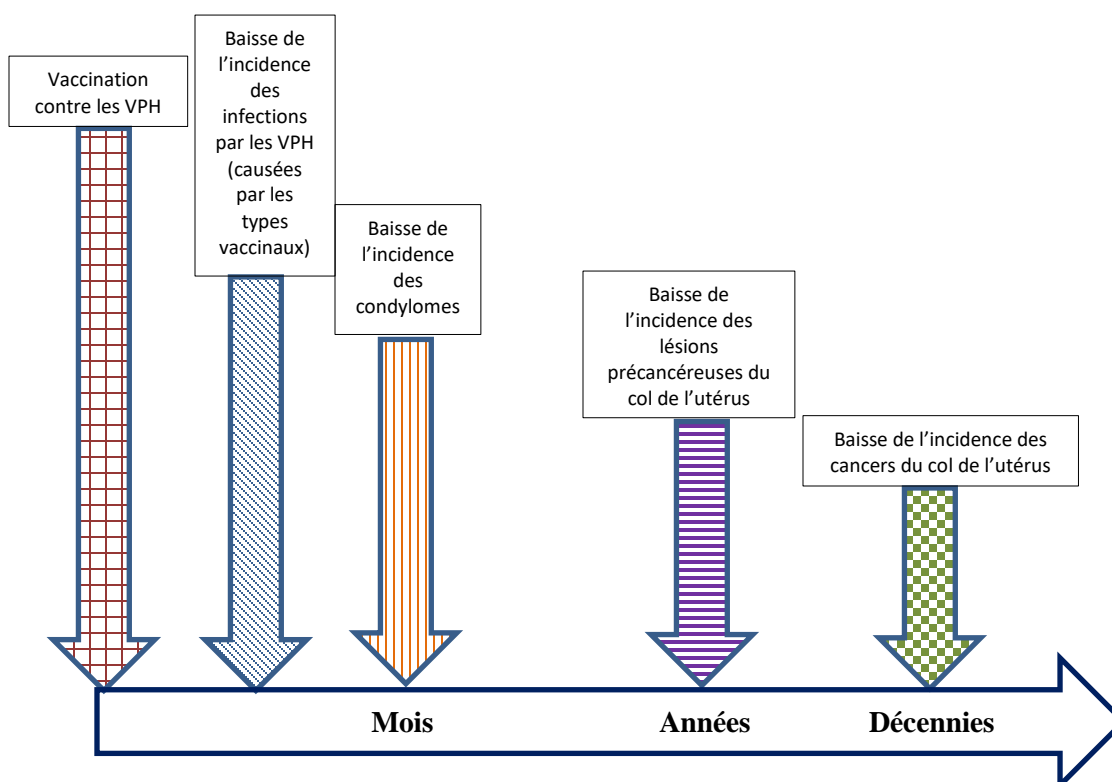 Vaccination
contre les VPH
Baisse de
l’incidence
des
infections
par les VPH
(causées
par les
types
vaccinaux)
Baisse de
l’incidence
des
condylomes
Baisse de
l’incidence des
lésions
précancéreuses du
col de l’utérus
Baisse de l’incidence des
cancers du col de l’utérus
Mois
Années
Décennies